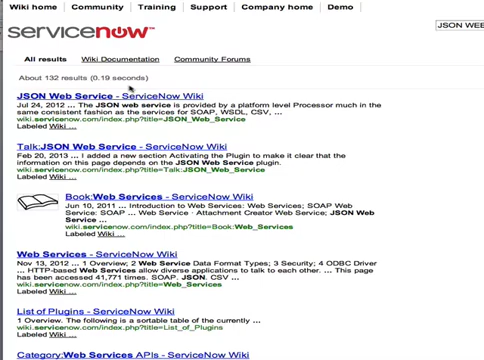 Wiki home Community Training Support Company home Demo
servicenow
JSON WEE
All results Wiki Documentation Community Forums
About 132 results (0.19 seconds)
JSON Web Service - ServiceNow Wiki
Jul 24, 2012 ... The JSON web service is provided by a platform level Processor much in the
same consistent fashion as the services for SOAP, WSDL, CSV, ...
wiki.servicenow.com/index.php?title=JSON_Web_Service
Labeled Wiki ...
Talk:JSON Web Service - ServiceNow Wiki
Feb 20, 2013 ... I added a new section Activating the Plugin to make it clear that the
information on this page depends on the JSON Web Service plugin.
wiki.servicenow.com/index.php?title=Talk:JSON_Web_Service
Labeled Wiki ...
Book:Web Services - ServiceNow Wiki
Jun 10, 2011 ... Introduction to Web Services: Web Services; SOAP Web
Service: SOAP ... Web Service · Attachment Creator Web Service; JSON Web
Service ...
wiki.servicenow.com/index.php?title=Book:Web_Services
Labeled Wiki ...
Web Services - ServiceNow Wiki
Nov 13, 2012 ... 1 Overview; 2 Web Service Data Formats Types; 3 Security; 4 ODBC Driver
... HTTP-based Web Services allow diverse applications to talk to each other. ... This page
has been accessed 41,771 times. SOAP. JSON. CSV ...
wiki.servicenow.com/index.php?title=Web_Services
Labeled Wiki ...
List of Plugins - ServiceNow Wiki
1 Overview. The following is a sortable table of the currently ...
wiki.servicenow.com/index.php?title=List_of_Plugins
Category:Web Services APIs - ServiceNow Wiki